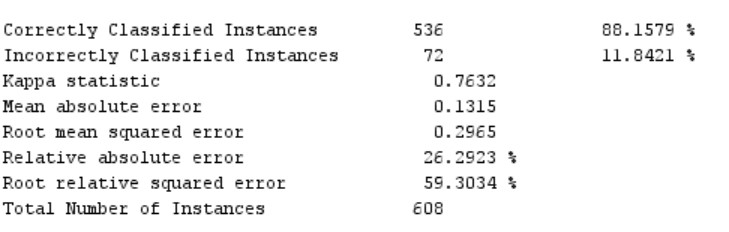 Correctly Classified Instances 536 88.1579 %
Incorrectly Classified Instances 72 11.8421 %
Kappa statistic 0.7632
Mean absolute error 0.1315
Root mean squared error 0.2965
Relative absolute error 26.2923 %
Root relative squared error 59.3034 %
Total Number of Instances 608